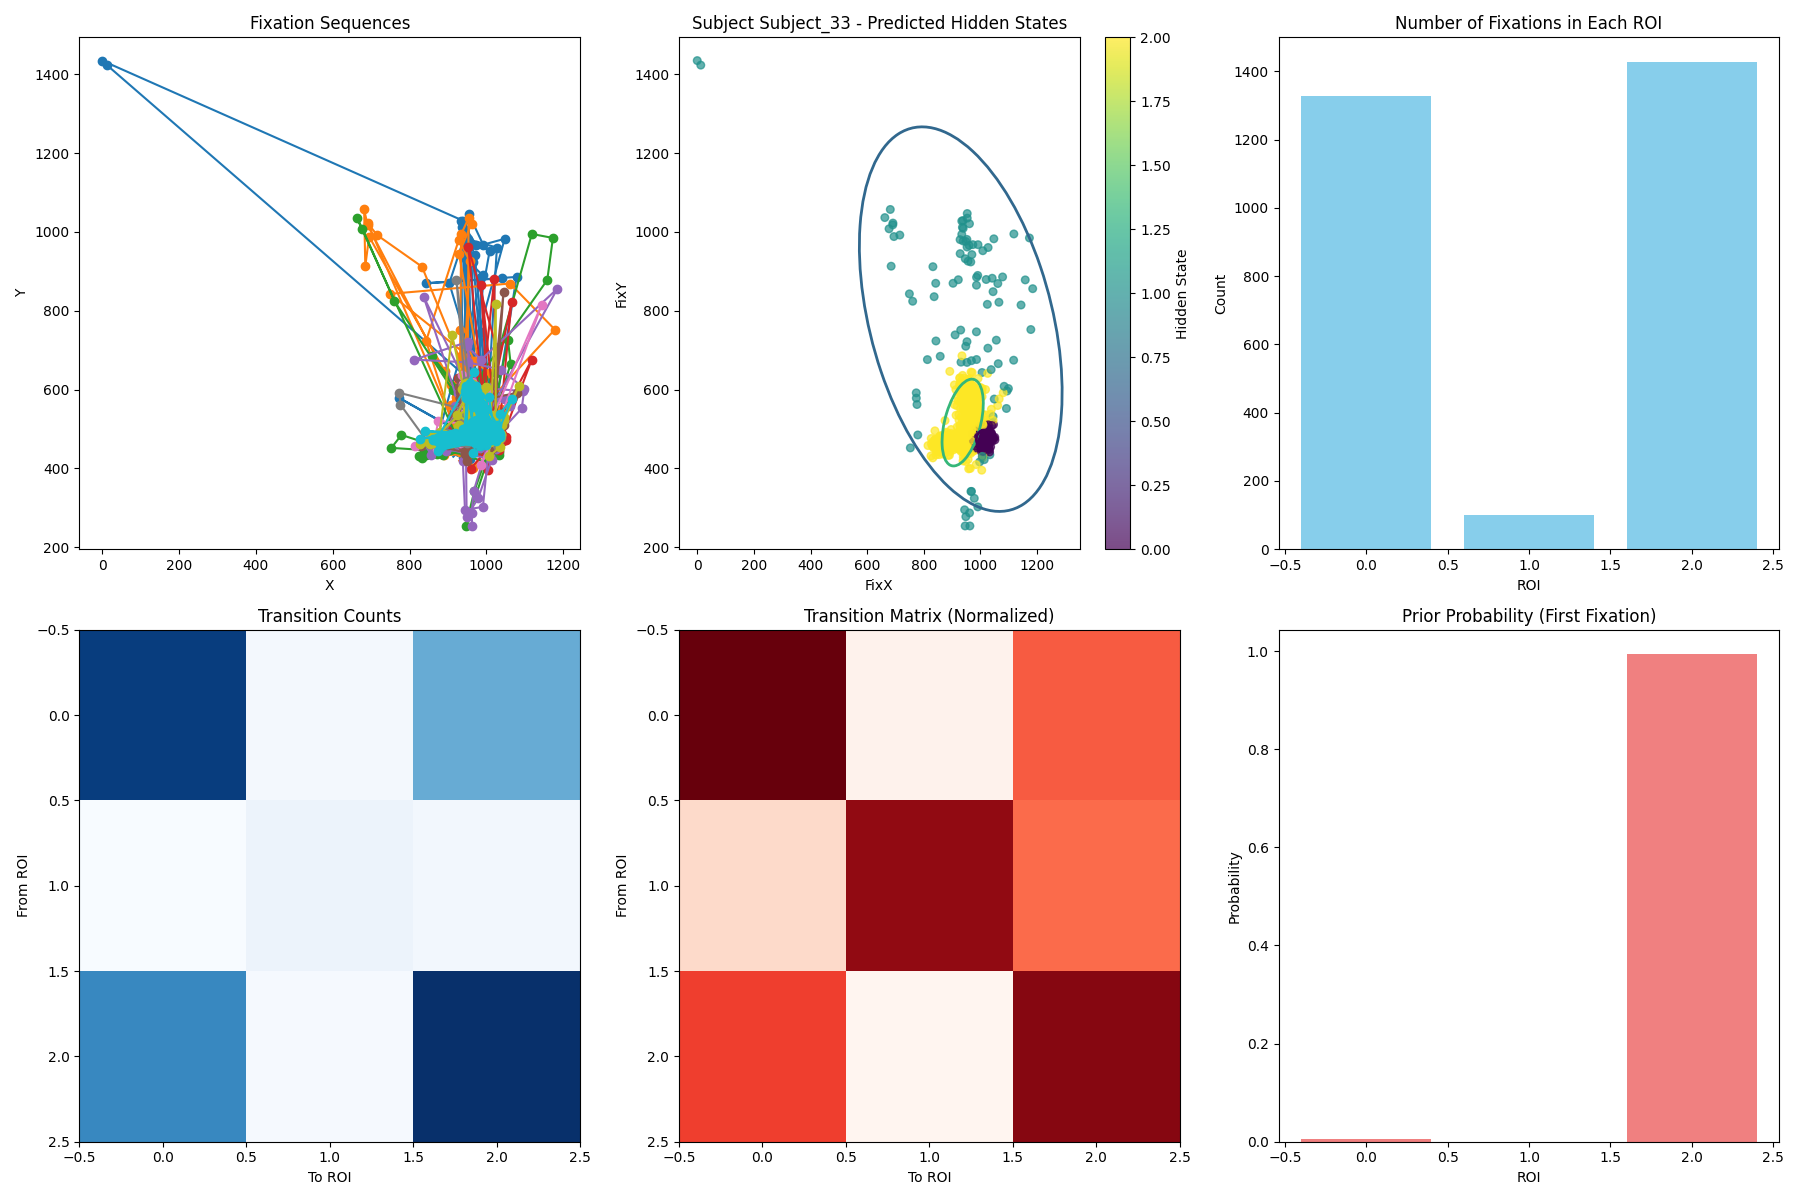 Fixation Sequences
1400
1200
1000
800
600
400
200
Y
0 200 400 600 800 1000 1200
X
Subject Subject_33 - Predicted Hidden States
1400
1200
1000
800
600
400
200
FixY
0 200 400 600 800 1000 1200
FixX
2.00
1.75
1.50
1.25
1.00
0.75
0.50
0.25
0.00
Hidden State
Number of Fixations in Each ROI
1400
1200
1000
800
600
400
200
0
Count
−0.5 0.0 0.5 1.0 1.5 2.0 2.5
ROI
Transition Counts
−0.5
0.0
0.5
1.0
1.5
2.0
2.5
From ROI
−0.5 0.0 0.5 1.0 1.5 2.0 2.5
To ROI
Transition Matrix (Normalized)
−0.5
0.0
0.5
1.0
1.5
2.0
2.5
From ROI
−0.5 0.0 0.5 1.0 1.5 2.0 2.5
To ROI
Prior Probability (First Fixation)
1.0
0.8
0.6
0.4
0.2
0.0
Probability
−0.5 0.0 0.5 1.0 1.5 2.0 2.5
ROI